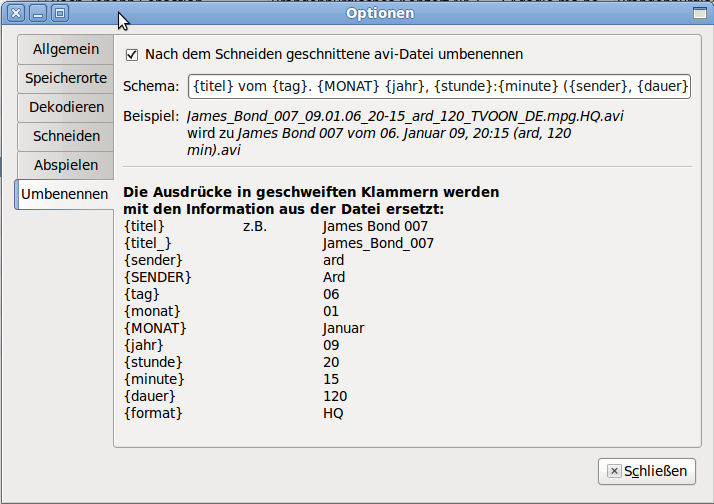 Optionen
Allgemein
Speicherorte
Dekodieren
Schneiden
Abspielen
Umbenennen
Nach dem Schneiden geschnittene avi-Datei umbenennen
Schema: {titel} vom {tag}. {MONAT} {jahr}, {stunde}:{minute} ({sender}, {dauer}
Beispiel: James_Bond_007_09.01.06_20-15_ard_120_TVOON_DE.mpg.HQ.avi
wird zu James Bond 007 vom 06. Januar 09, 20:15 (ard, 120
min).avi
Die Ausdrücke in geschweiften Klammern werden
mit den Information aus der Datei ersetzt:
{titel} z.B. James Bond 007
{titel_} James_Bond_007
{sender} ard
{SENDER} Ard
{tag} 06
{monat} 01
{MONAT} Januar
{jahr} 09
{stunde} 20
{minute} 15
{dauer} 120
{format} HQ
Schließen